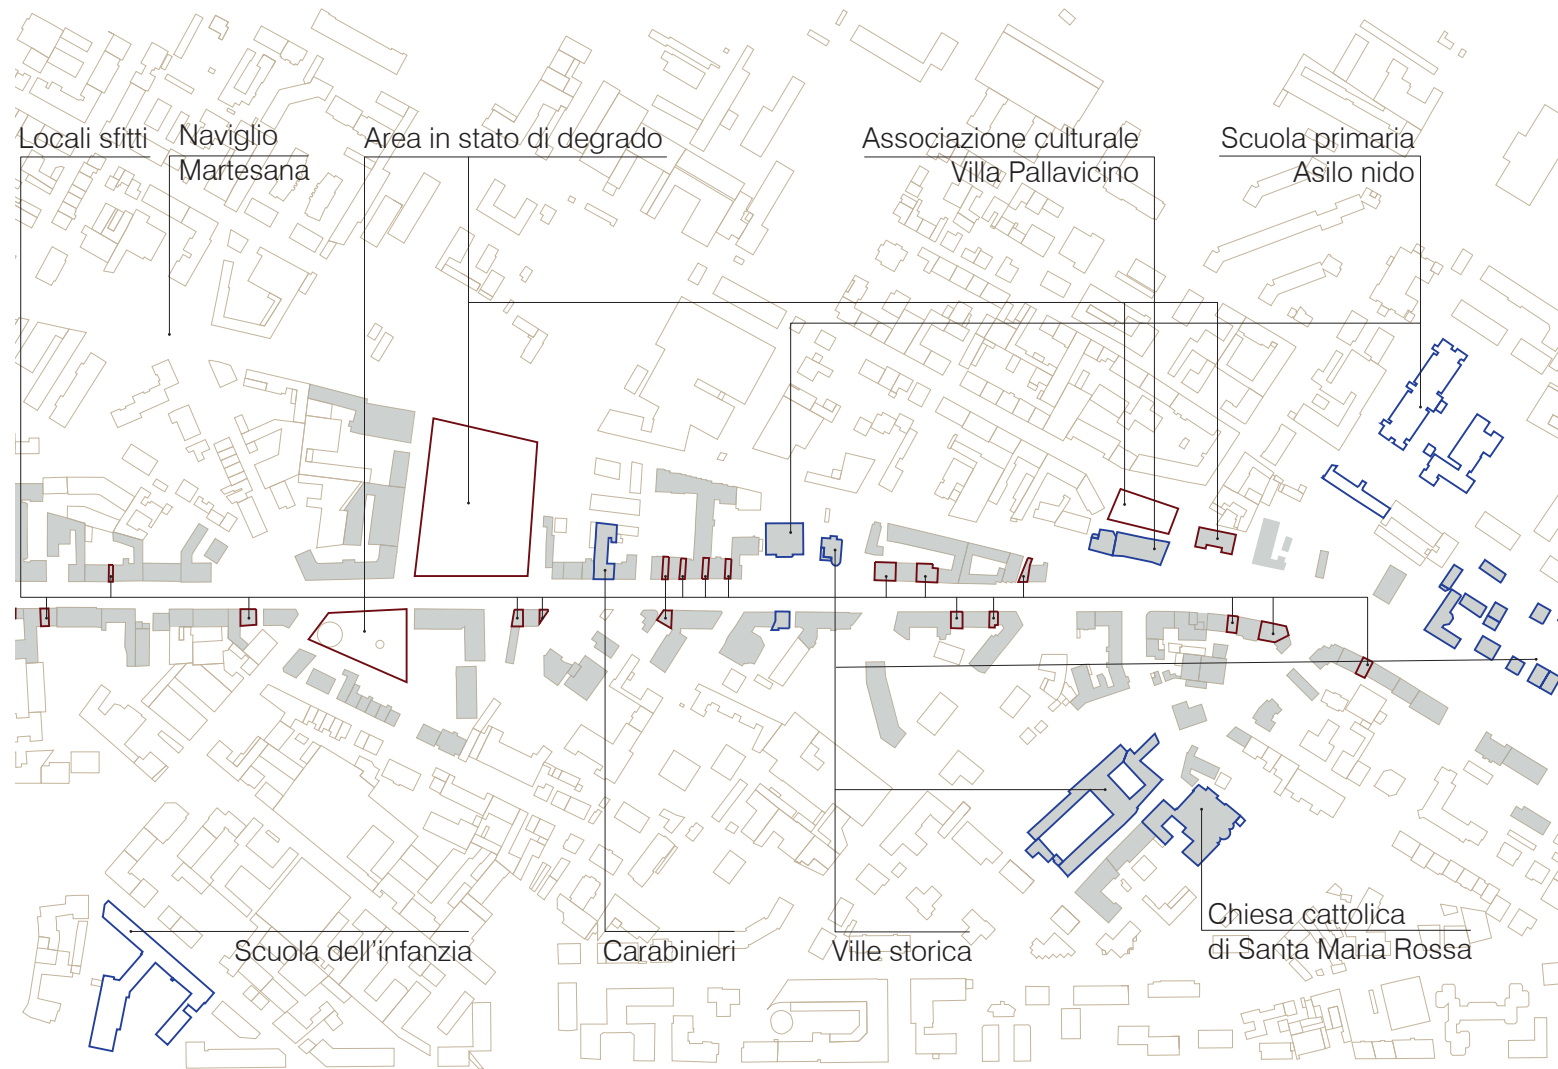 Locali sfitti
Naviglio
Martesana
Area in stato di degrado
Associazione culturale
Villa Pallavicino
Scuola primaria
Asilo nido
Scuola dell'infanzia
Carabinieri
Ville storica
Chiesa cattolica
di Santa Maria Rossa